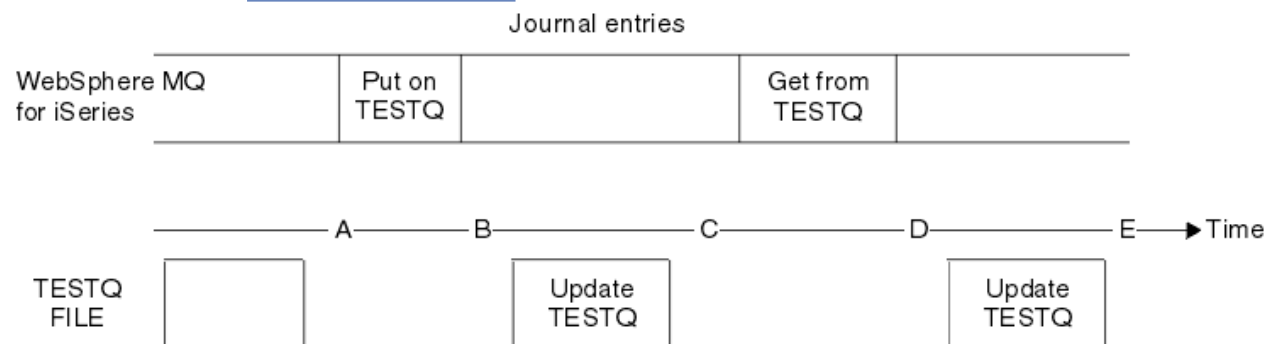 Journal entries
WebSphere MQ
for iSeries
Put on
TESTQ
Get from
TESTQ
A B C D E Time
TESTQ
FILE
Update
TESTQ
Update
TESTQ